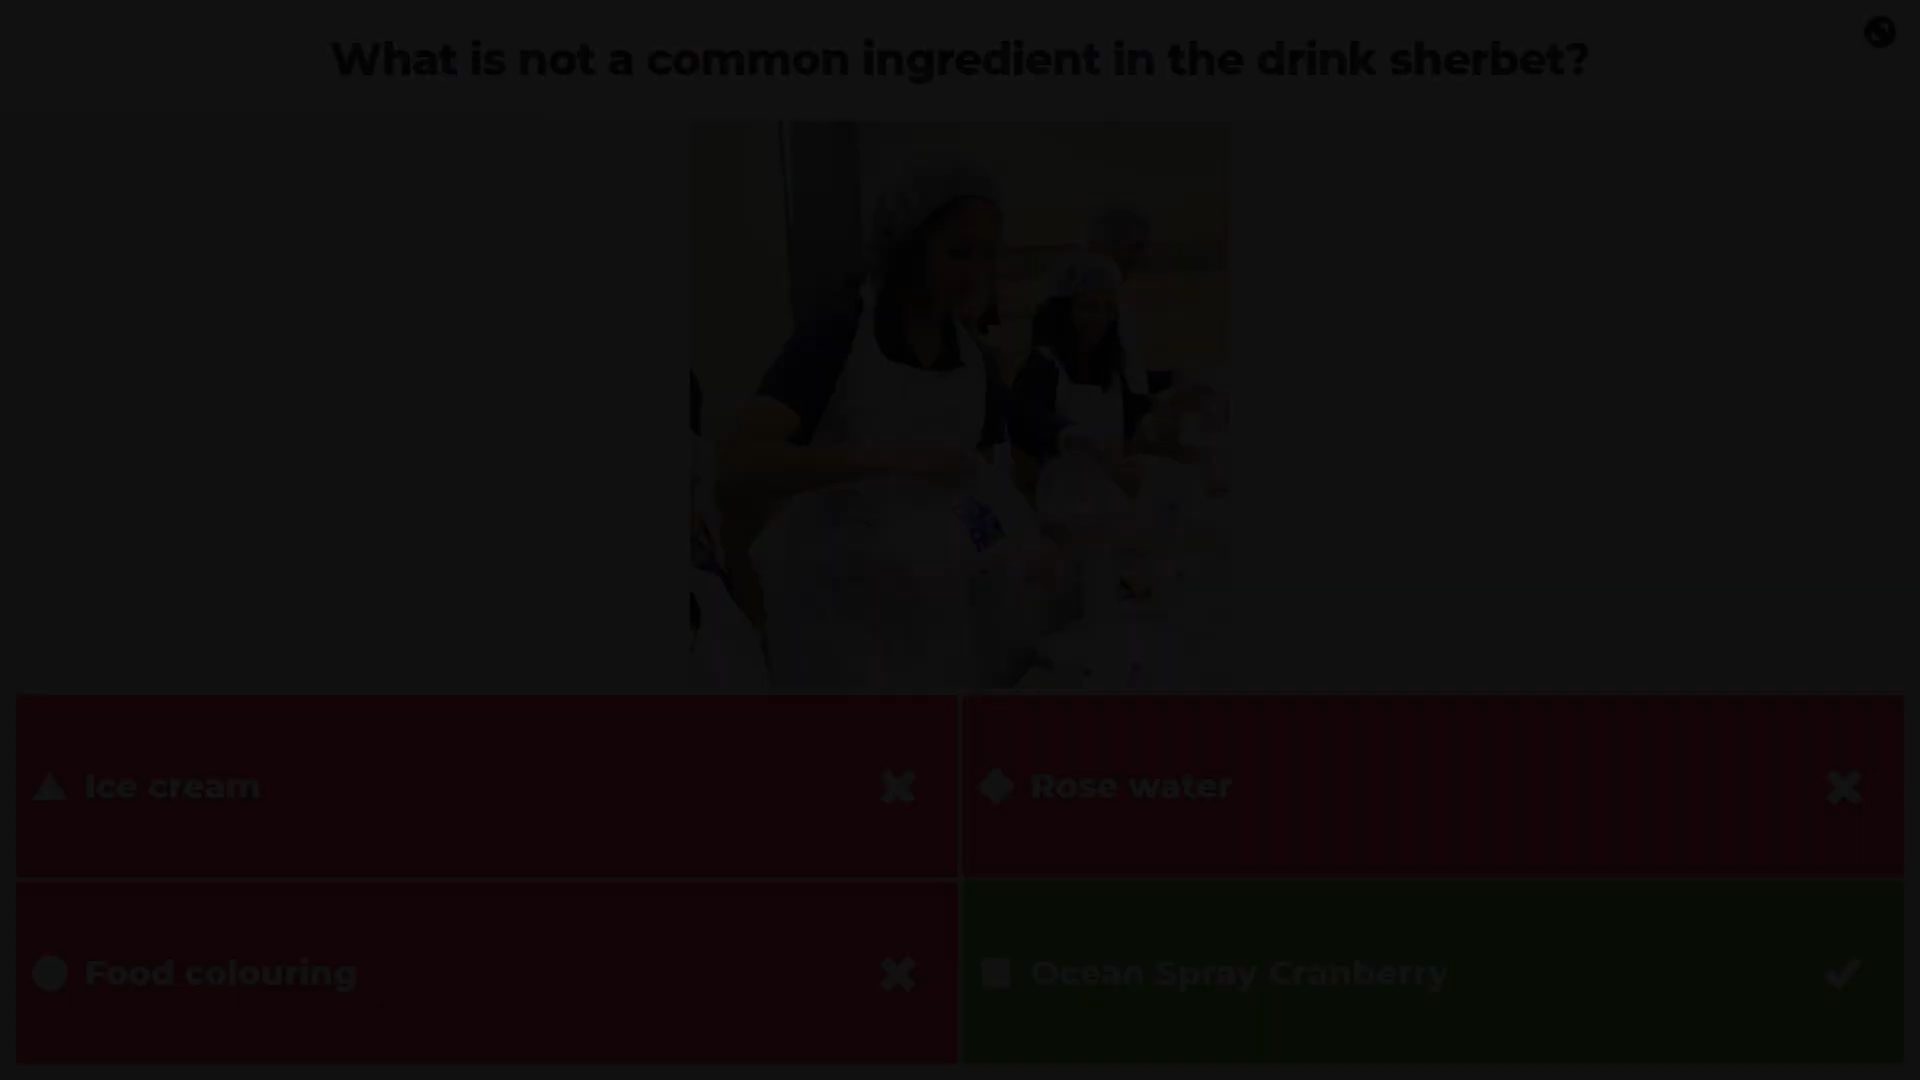 What is not a common ingredient in the drink sherbet?
Ice cream
Rose water
Food colouring
Ocean Spray Cranberry